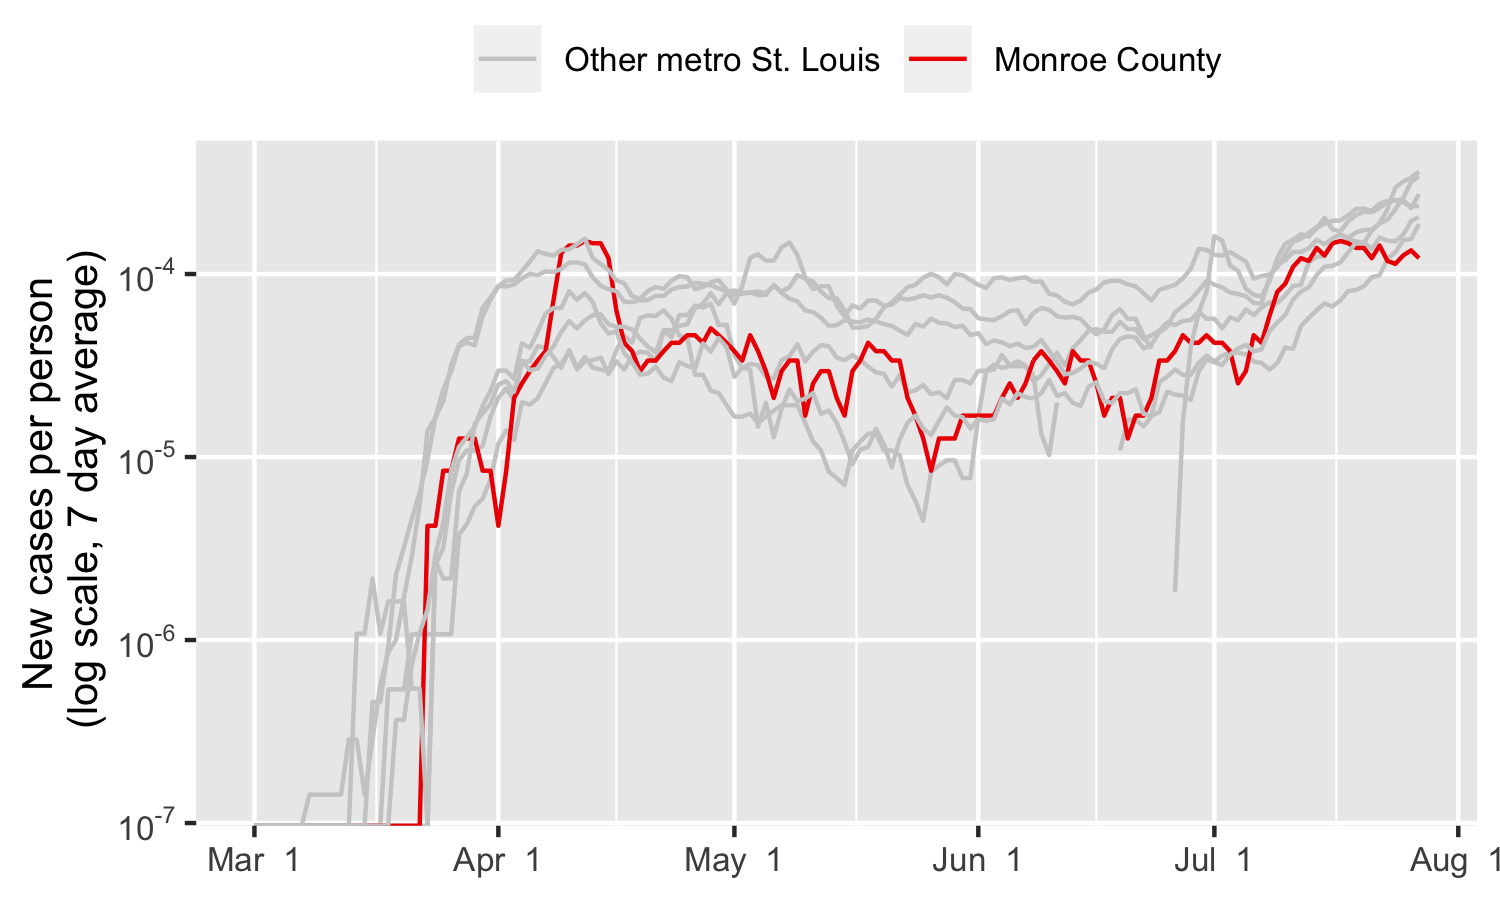 Other metro St. Louis
Monroe County
New cases per person
(log scale, 7 day average)
10⁻⁴
10⁻⁵
10⁻⁶
10⁻⁷
Mar 1
Apr 1
May 1
Jun 1
Jul 1
Aug 1